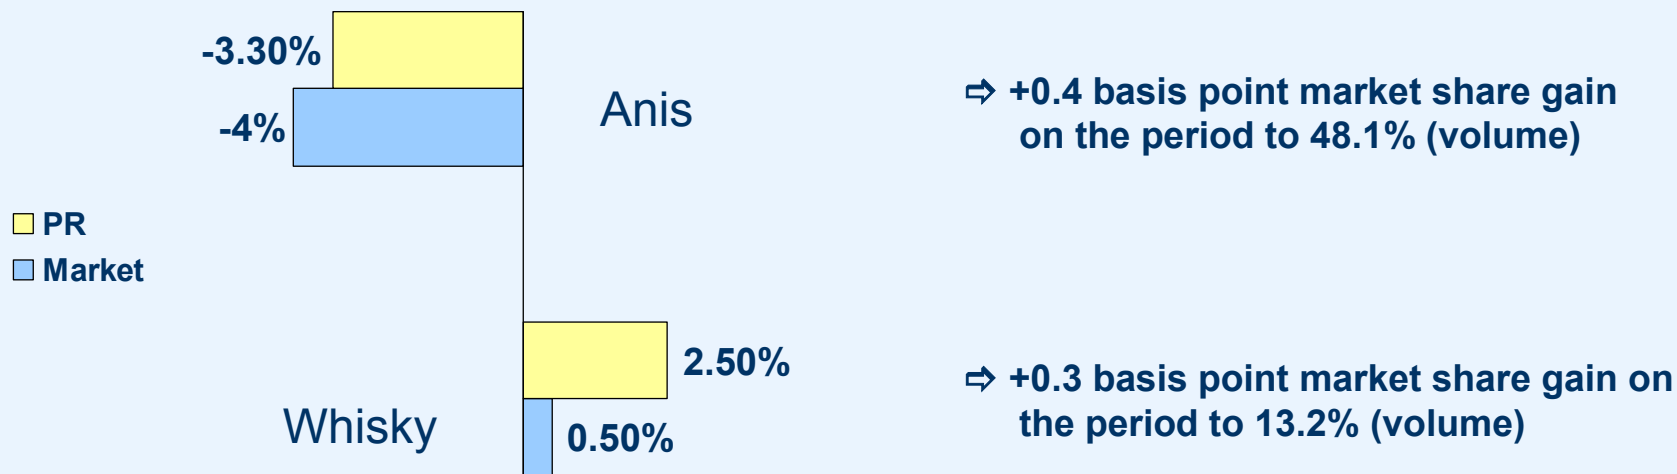 -3.30%
-4%
Anis
⇨ +0.4 basis point market share gain
on the period to 48.1% (volume)
PR
Market
2.50%
0.50%
Whisky
⇨ +0.3 basis point market share gain on
the period to 13.2% (volume)